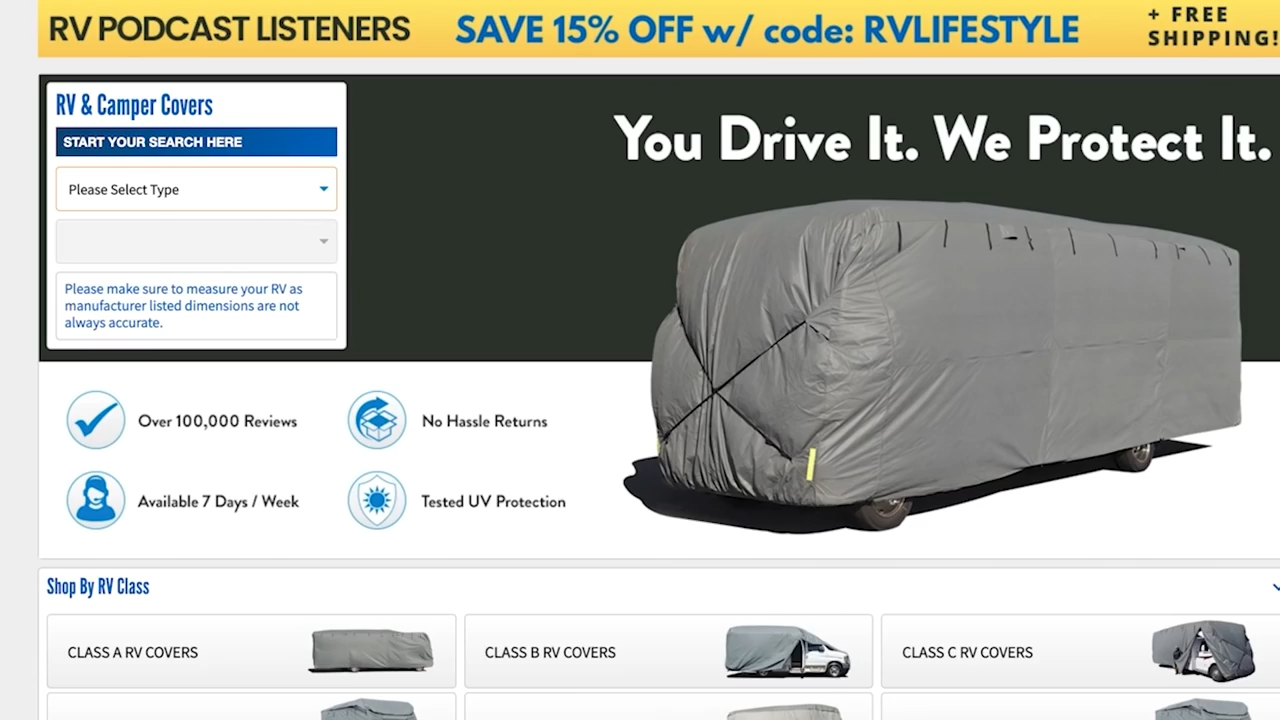 RV PODCAST LISTENERS
SAVE 15% OFF w/ code: RVLIFESTYLE
+ FREE
SHIPPING!
RV & Camper Covers
START YOUR SEARCH HERE
Please Select Type
Please make sure to measure your RV as
manufacturer listed dimensions are not
always accurate.
You Drive It. We Protect It.
Over 100,000 Reviews
No Hassle Returns
Available 7 Days / Week
Tested UV Protection
Shop By RV Class
CLASS A RV COVERS
CLASS B RV COVERS
CLASS C RV COVERS